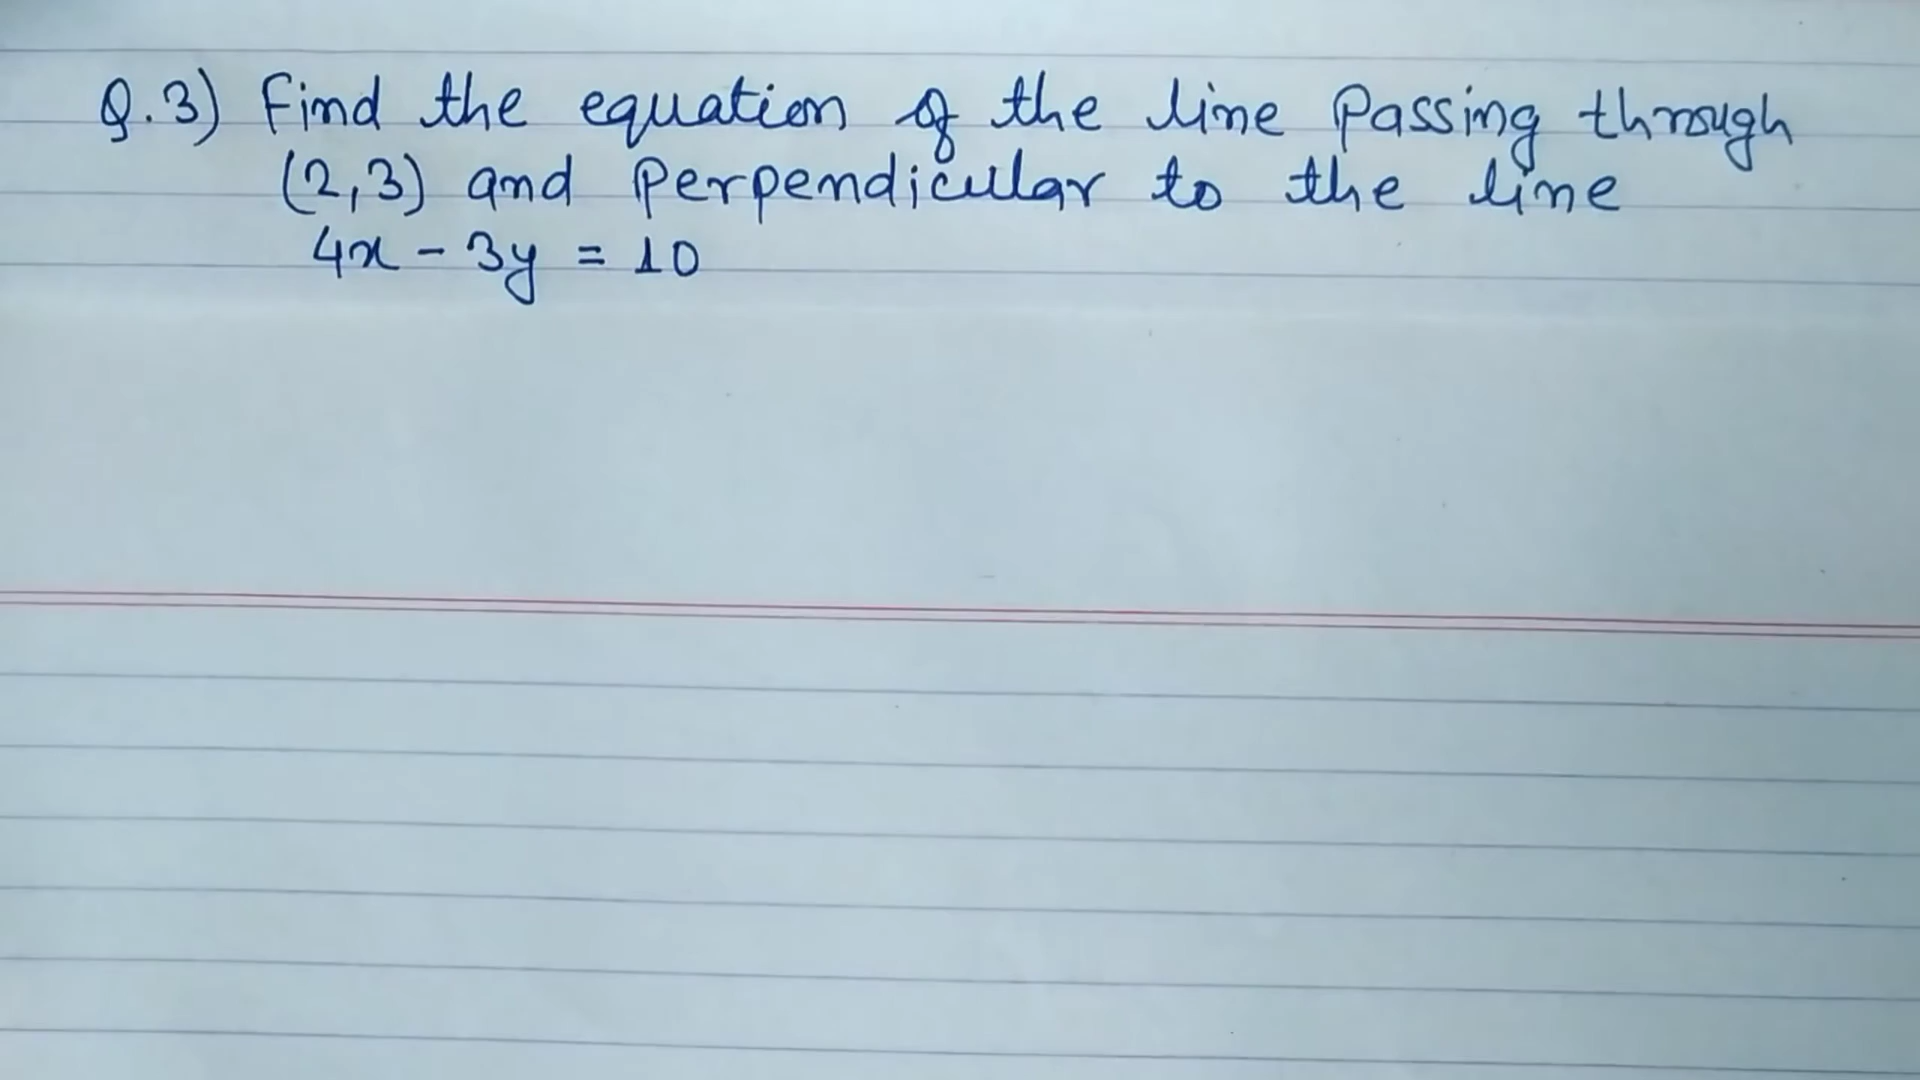 Q.3) Find the equation of the line Passing through
(2,3) and Perpendicular to the line
4x - 3y = 10